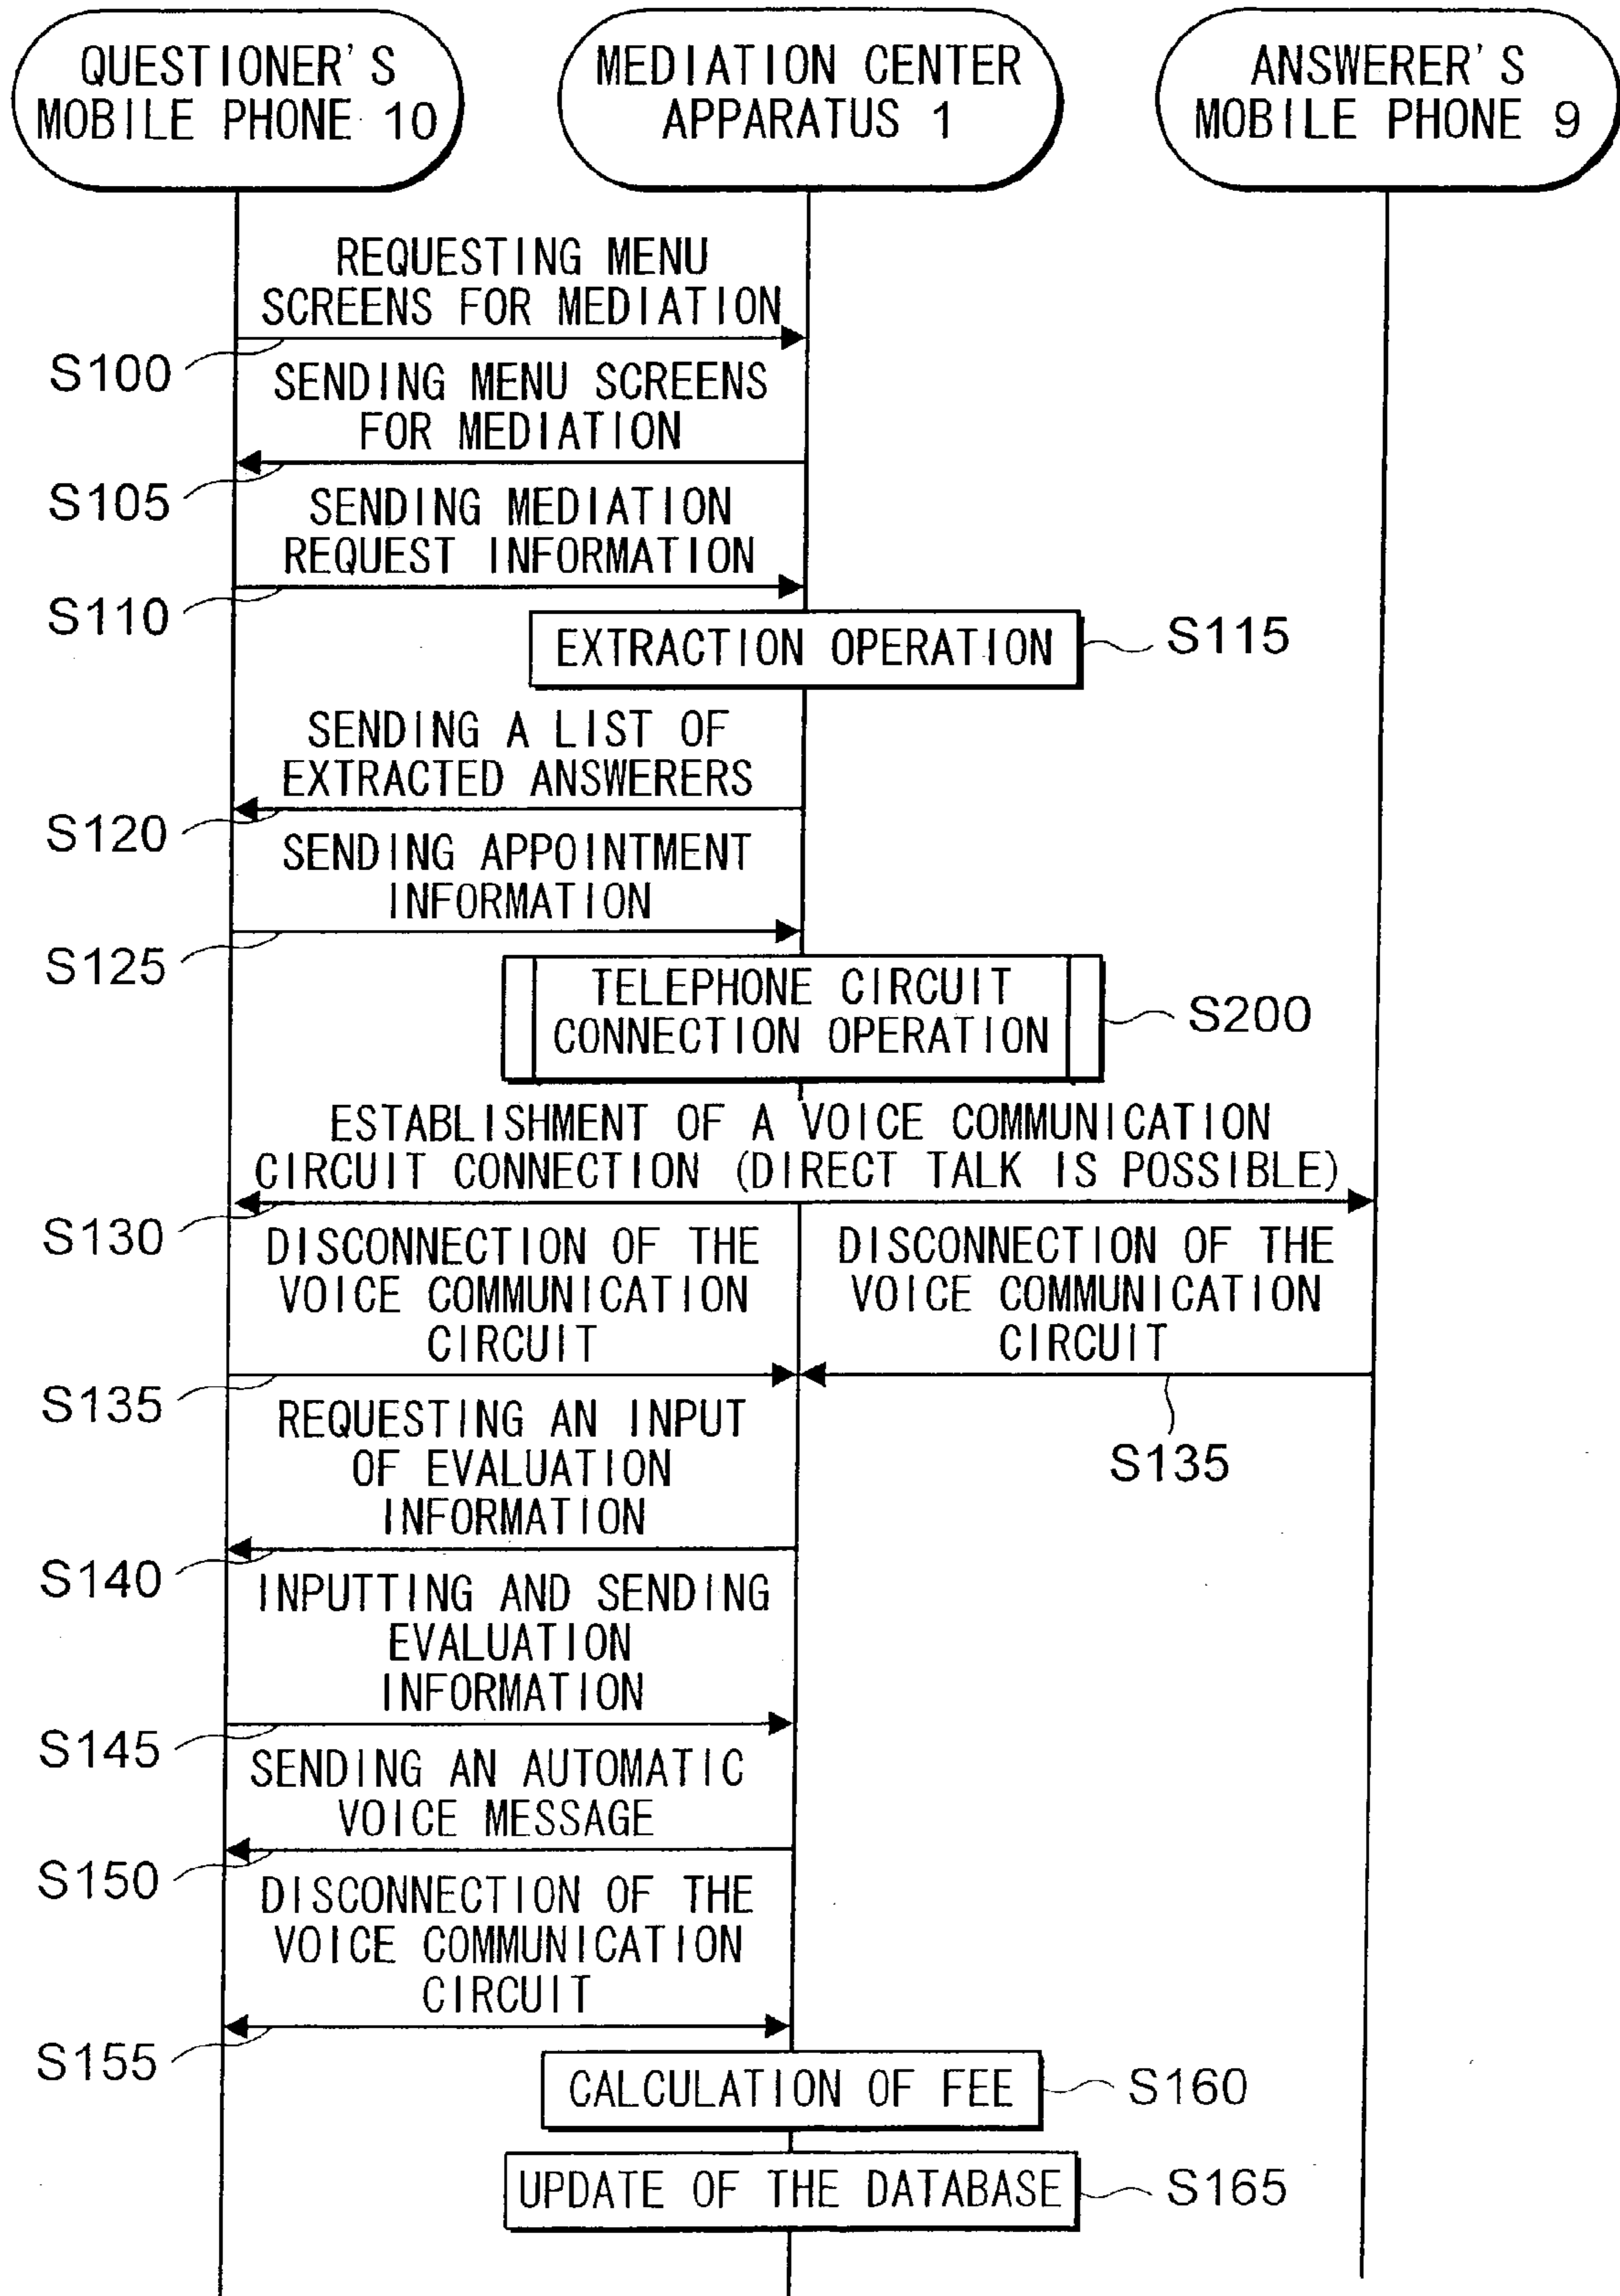 QUESTIONER'S
MOBILE PHONE 10
MEDIATION CENTER
APPARATUS 1
ANSWERER'S
MOBILE PHONE 9
REQUESTING MENU
SCREENS FOR MEDIATION
S100
SENDING MENU SCREENS
FOR MEDIATION
S105
SENDING MEDIATION
REQUEST INFORMATION
S110
EXTRACTION OPERATION
S115
SENDING A LIST OF
EXTRACTED ANSWERERS
S120
SENDING APPOINTMENT
INFORMATION
S125
TELEPHONE CIRCUIT
CONNECTION OPERATION
S200
ESTABLISHMENT OF A VOICE COMMUNICATION
CIRCUIT CONNECTION (DIRECT TALK IS POSSIBLE)
S130
DISCONNECTION OF THE
VOICE COMMUNICATION
CIRCUIT
DISCONNECTION OF THE
VOICE COMMUNICATION
CIRCUIT
S135
S135
REQUESTING AN INPUT
OF EVALUATION
INFORMATION
S140
INPUTTING AND SENDING
EVALUATION
INFORMATION
S145
SENDING AN AUTOMATIC
VOICE MESSAGE
S150
DISCONNECTION OF THE
VOICE COMMUNICATION
CIRCUIT
S155
CALCULATION OF FEE
S160
UPDATE OF THE DATABASE
S165